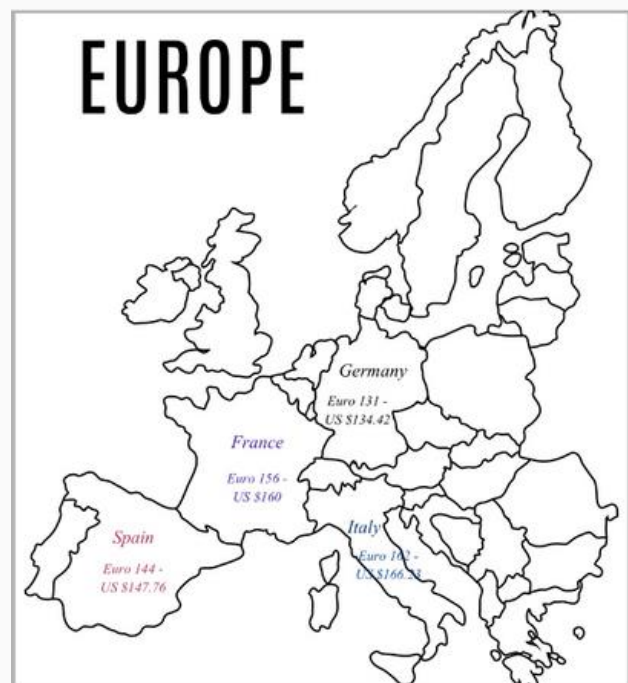 EUROPE
Germany
Euro 131 -
US $134.42
France
Euro 156 -
US $160
Italy
Euro 162 -
US $166.23
Spain
Euro 144 -
US $147.76